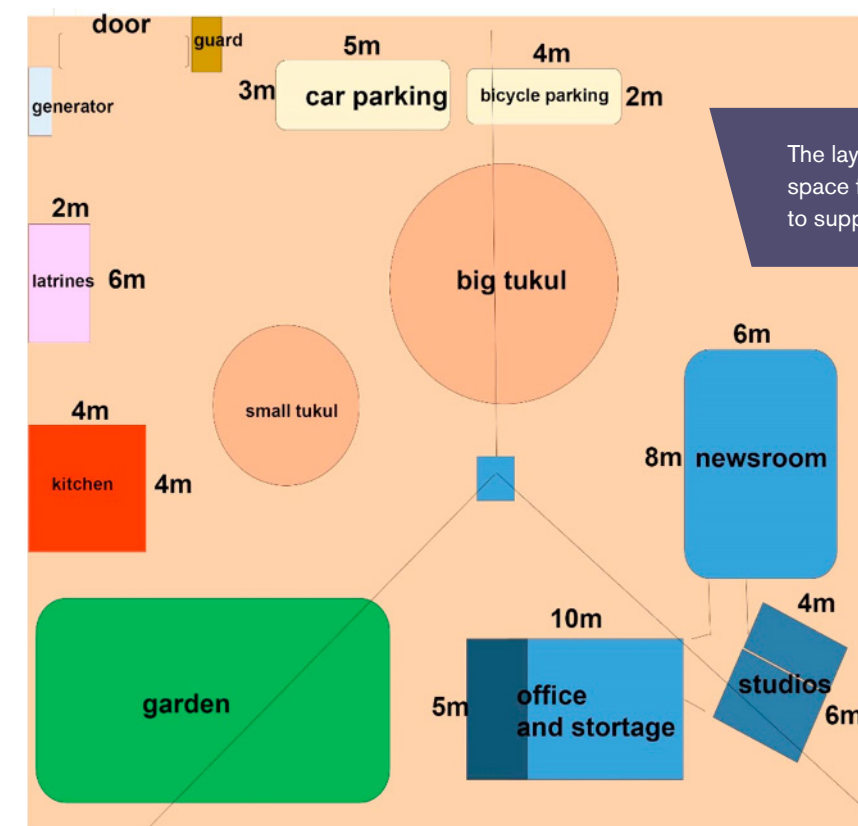 door
guard
5m
4m
3m
car parking
bicycle parking
2m
generator
The lay
space
to supp
2m
latrines
6m
big tukul
6m
small tukul
4m
8m
newsroom
kitchen
4m
4m
10m
garden
5m
office
and stortage
studios
6m